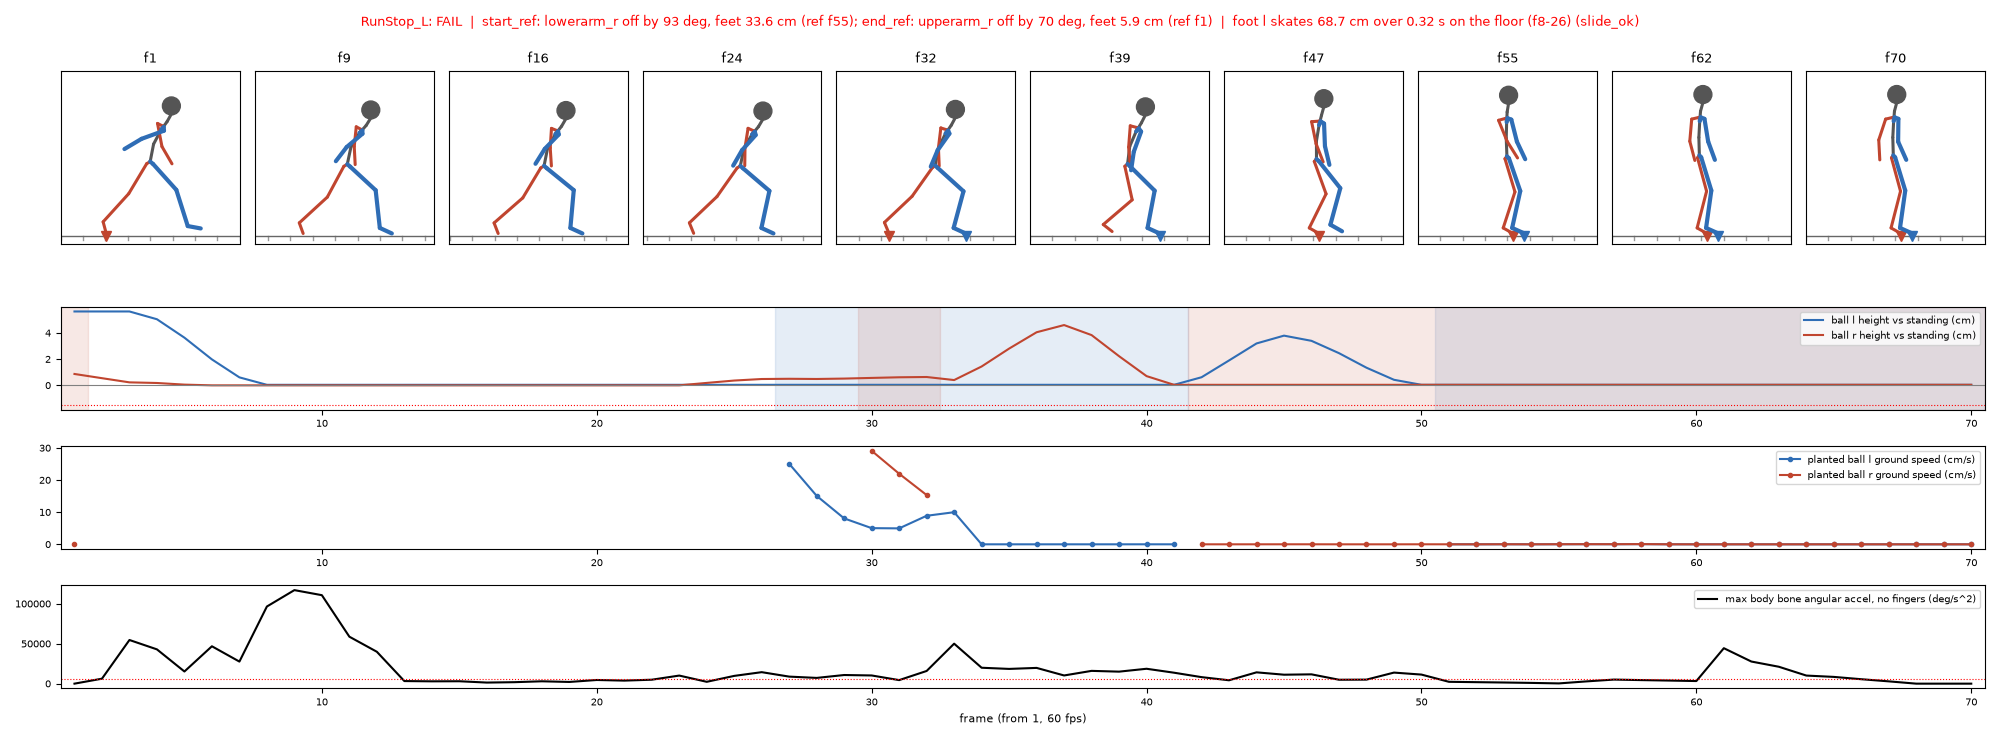 RunStop_L: FAIL | start_ref: lowerarm_r off by 93 deg, feet 33.6 cm (ref f55); end_ref: upperarm_r off by 70 deg, feet 5.9 cm (ref f1) | foot l skates 68.7 cm over 0.32 s on the floor (f8-26) (slide_ok)
f1 f9 f16 f24 f32 f39 f47 f55 f62 f70
ball l height vs standing (cm)
ball r height vs standing (cm)
4
2
0
10 20 30 40 50 60 70
planted ball l ground speed (cm/s)
planted ball r ground speed (cm/s)
30
20
10
0
10 20 30 40 50 60 70
max body bone angular accel, no fingers (deg/s^2)
100000
50000
0
10 20 30 40 50 60 70
frame (from 1, 60 fps)